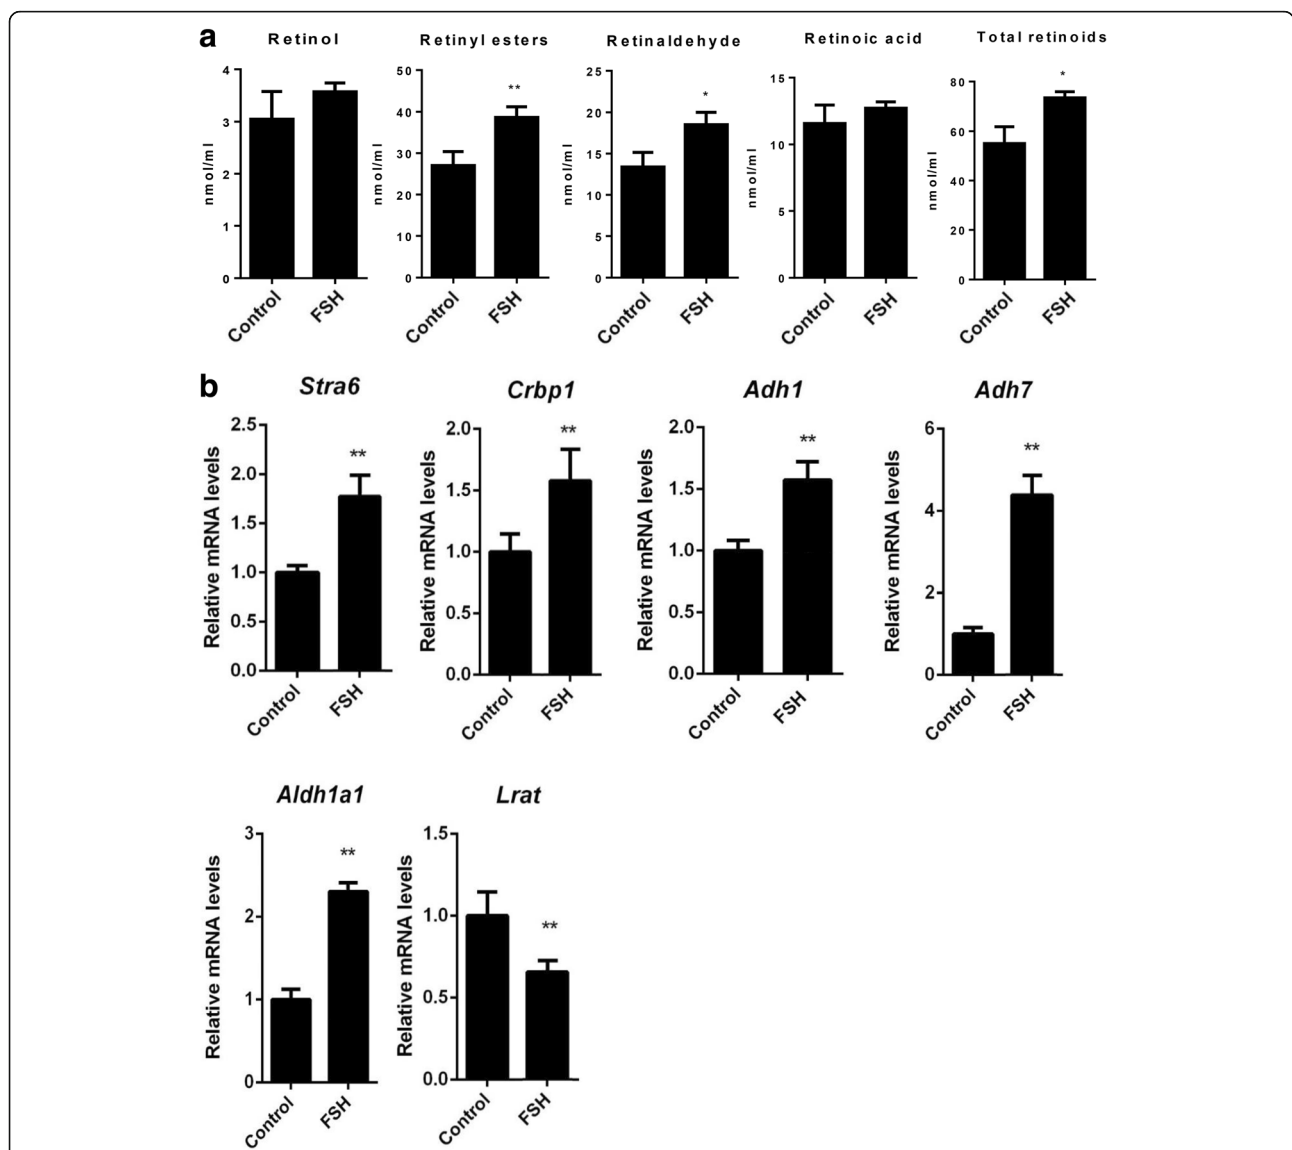 a
Retinol
Retinyl esters
Retinaldehyde
Retinoic acid
Total retinoids
nmol/ml
4
3
2
1
0
Control
FSH
nmol/ml
50
40
30
20
10
0
**
Control
FSH
nmol/ml
25
20
15
10
5
0
*
Control
FSH
nmol/ml
15
10
5
0
Control
FSH
nmol/ml
80
60
40
20
0
*
Control
FSH
b
Stra6
Crbp1
Adh1
Adh7
Relative mRNA levels
2.5
2.0
1.5
1.0
0.5
0.0
**
Control
FSH
Relative mRNA levels
2.0
1.5
1.0
0.5
0.0
**
Control
FSH
Relative mRNA levels
2.0
1.5
1.0
0.5
0.0
**
Control
FSH
Relative mRNA levels
6
4
2
0
**
Control
FSH
Aldh1a1
Lrat
Relative mRNA levels
3
2
1
0
**
Control
FSH
Relative mRNA levels
1.5
1.0
0.5
0.0
**
Control
FSH